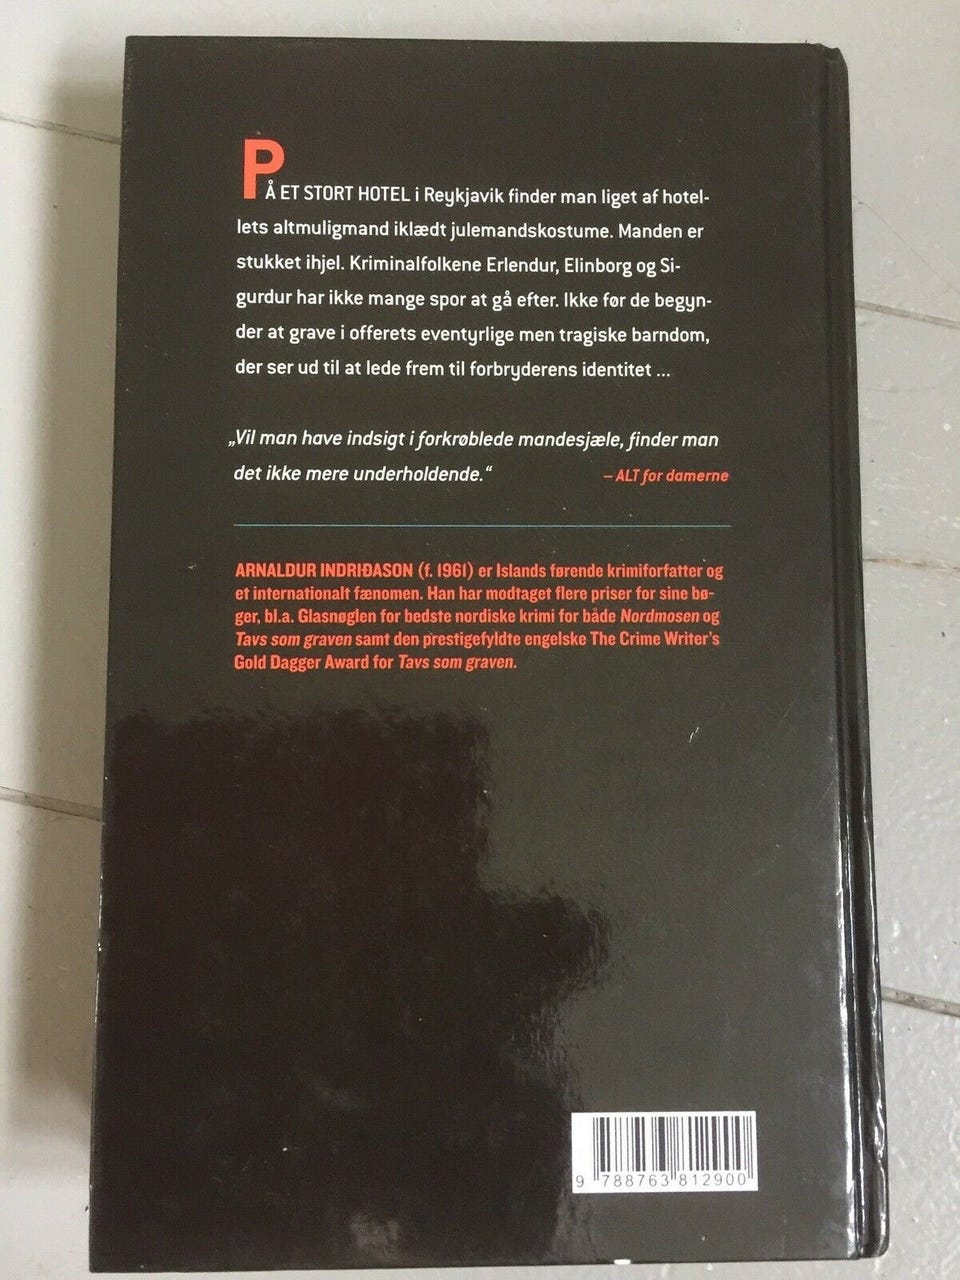 PÅ ET STORT HOTEL i Reykjavik finder man liget af hotel-
lets altmuligmand iklædt julemandskostume. Manden er
stukket ihjel. Kriminalfolkene Erlendur, Elinborg og Si-
gurdur har ikke mange spor at gå efter. Ikke før de begyn-
der at grave i offerets eventyrlige men tragiske barndom,
der ser ud til at lede frem til forbryderens identitet ...
„Vil man have indsigt i forkrøblede mandesjæle, finder man
det ikke mere underholdende.“ – ALT for damerne
ARNALDUR INDRIÐASON (f. 1961) er Islands førende krimiforfatter og
et internationalt fænomen. Han har modtaget flere priser for sine bø-
ger, bl.a. Glasnøglen for bedste nordiske krimi for både Nordmosen og
Tavs som graven samt den prestigefyldte engelske The Crime Writer's
Gold Dagger Award for Tavs som graven.
9 788763 812900